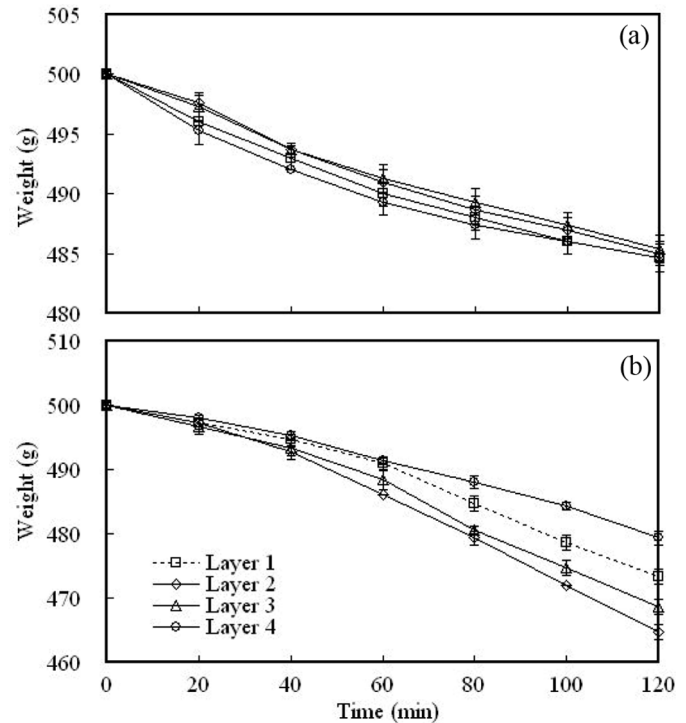 505
(a)
500
495
Weight (g)
490
485
480
510
(b)
500
490
Weight (g)
480
Layer 1
Layer 2
470
Layer 3
Layer 4
460
0 20 40 60 80 100 120
Time (min)